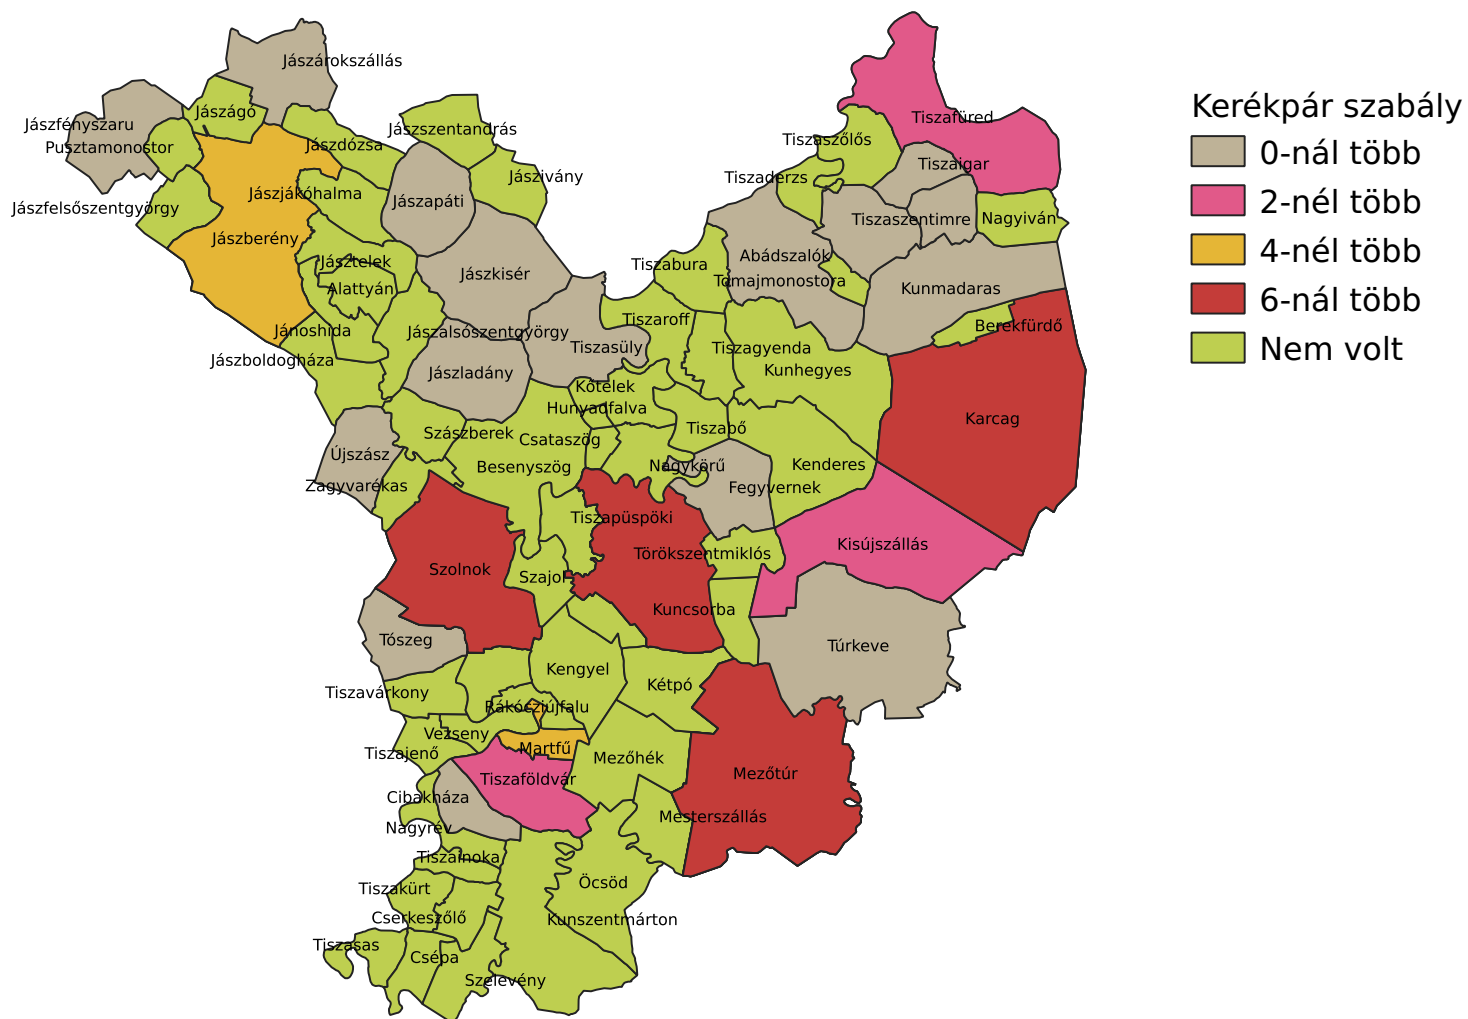 Kerékpár szabály
0-nál több
2-nél több
4-nél több
6-nál több
Nem volt
Jászárokszállás
Jászágó
Jászfényszaru
Pusztamonostor
Jászdózsa
Jászszentandrás
Jászivány
Jászjákóhalma
Jászapáti
Jászfelsőszentgyörgy
Jászberény
Jásztelek
Alattyán
Jászkisér
Jánoshida
Jászalsószentgyörgy
Jászboldogháza
Jászladány
Tiszasüly
Tiszafüred
Tiszaszőlős
Tiszaigar
Tiszaderzs
Tiszaszentimre
Nagyiván
Abádszalók
Tiszabura
Tomajmonostora
Kunmadaras
Tiszaroff
Berekfürdő
Tiszagyenda
Kunhegyes
Kőtelek
Hunyadfalva
Karcag
Újszász
Szászberek
Csataszög
Tiszabő
Besenyszög
Nagykörű
Kenderes
Zagyvarékas
Fegyvernek
Tiszapüspöki
Kisújszállás
Törökszentmiklós
Szolnok
Szajol
Kuncsorba
Tószeg
Túrkeve
Kengyel
Kétpó
Tiszavárkony
Rákócziújfalu
Vezseny
Martfű
Tiszajenő
Mezőhék
Mezőtúr
Tiszaföldvár
Cibakháza
Mesterszállás
Nagyrév
Tiszainoka
Öcsöd
Tiszakürt
Cserkeszőlő
Kunszentmárton
Tiszasas
Csépa
Szelevény